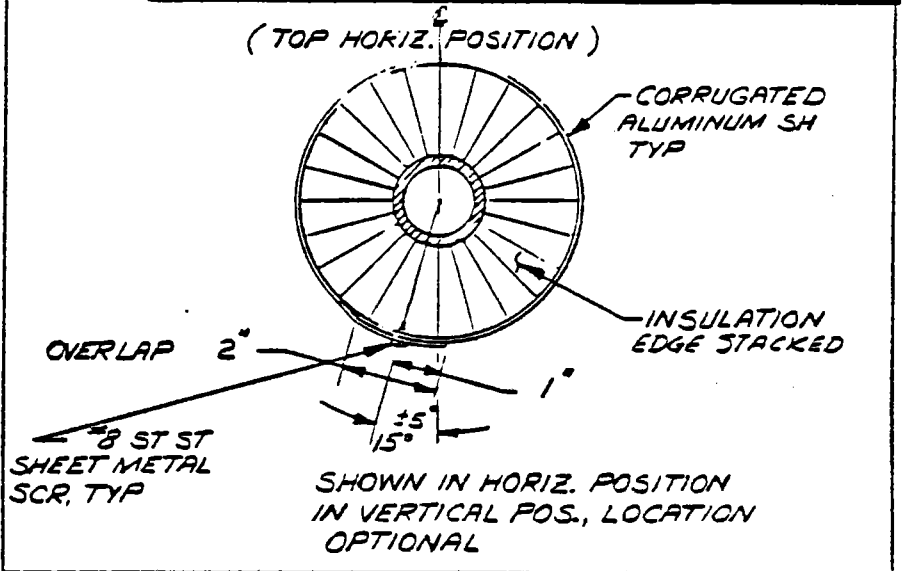 ℄
( TOP HORIZ. POSITION )
CORRUGATED
ALUMINUM SH
TYP
INSULATION
EDGE STACKED
OVERLAP 2"
1"
±5°
15°
#8 ST ST
SHEET METAL
SCR, TYP
SHOWN IN HORIZ. POSITION
IN VERTICAL POS., LOCATION
OPTIONAL